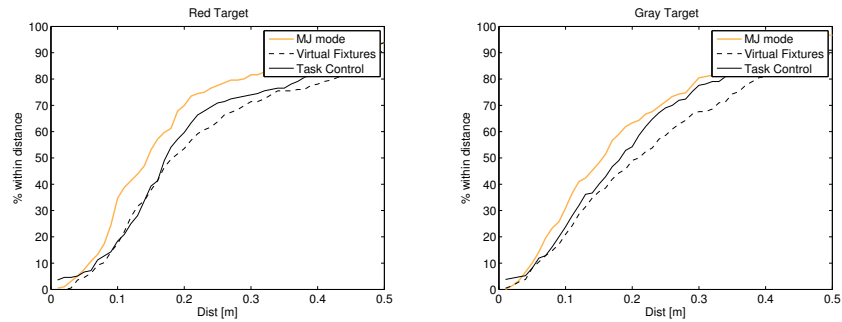 Red Target
100
90
80
70
60
50
40
30
20
10
0
% within distance
MJ mode
Virtual Fixtures
Task Control
0 0.1 0.2 0.3 0.4 0.5
Dist [m]
Gray Target
100
90
80
70
60
50
40
30
20
10
0
% within distance
MJ mode
Virtual Fixtures
Task Control
0 0.1 0.2 0.3 0.4 0.5
Dist [m]